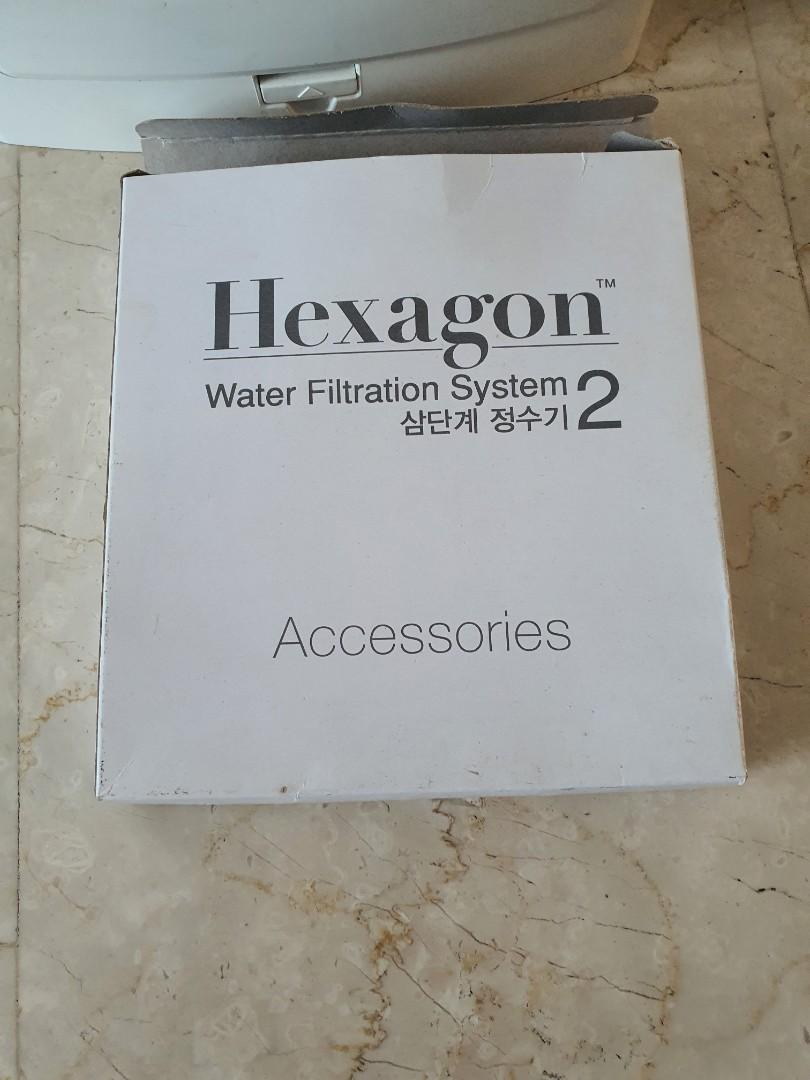 Hexagon™
Water Filtration System 2
삼단계 정수기
Accessories